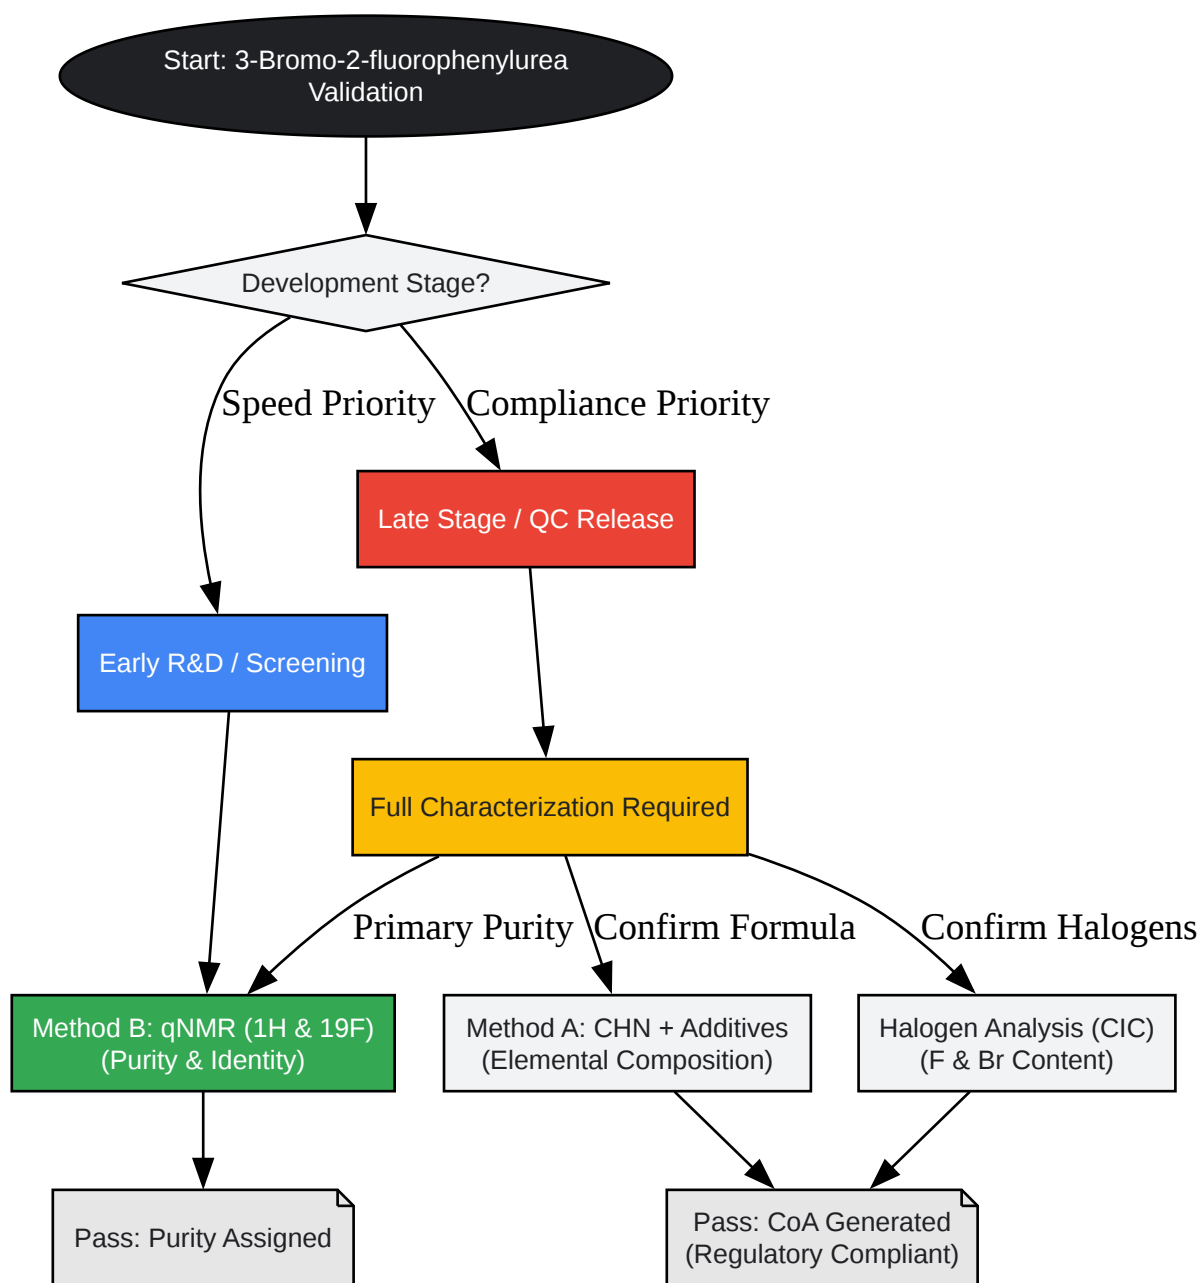 Start: 3-Bromo-2-fluorophenylurea
Validation
Development Stage?
Speed Priority
Compliance Priority
Late Stage / QC Release
Early R&D / Screening
Full Characterization Required
Primary Purity
Confirm Formula
Confirm Halogens
Method B: qNMR (1H & 19F)
(Purity & Identity)
Method A: CHN + Additives
(Elemental Composition)
Halogen Analysis (CIC)
(F & Br Content)
Pass: Purity Assigned
Pass: CoA Generated
(Regulatory Compliant)